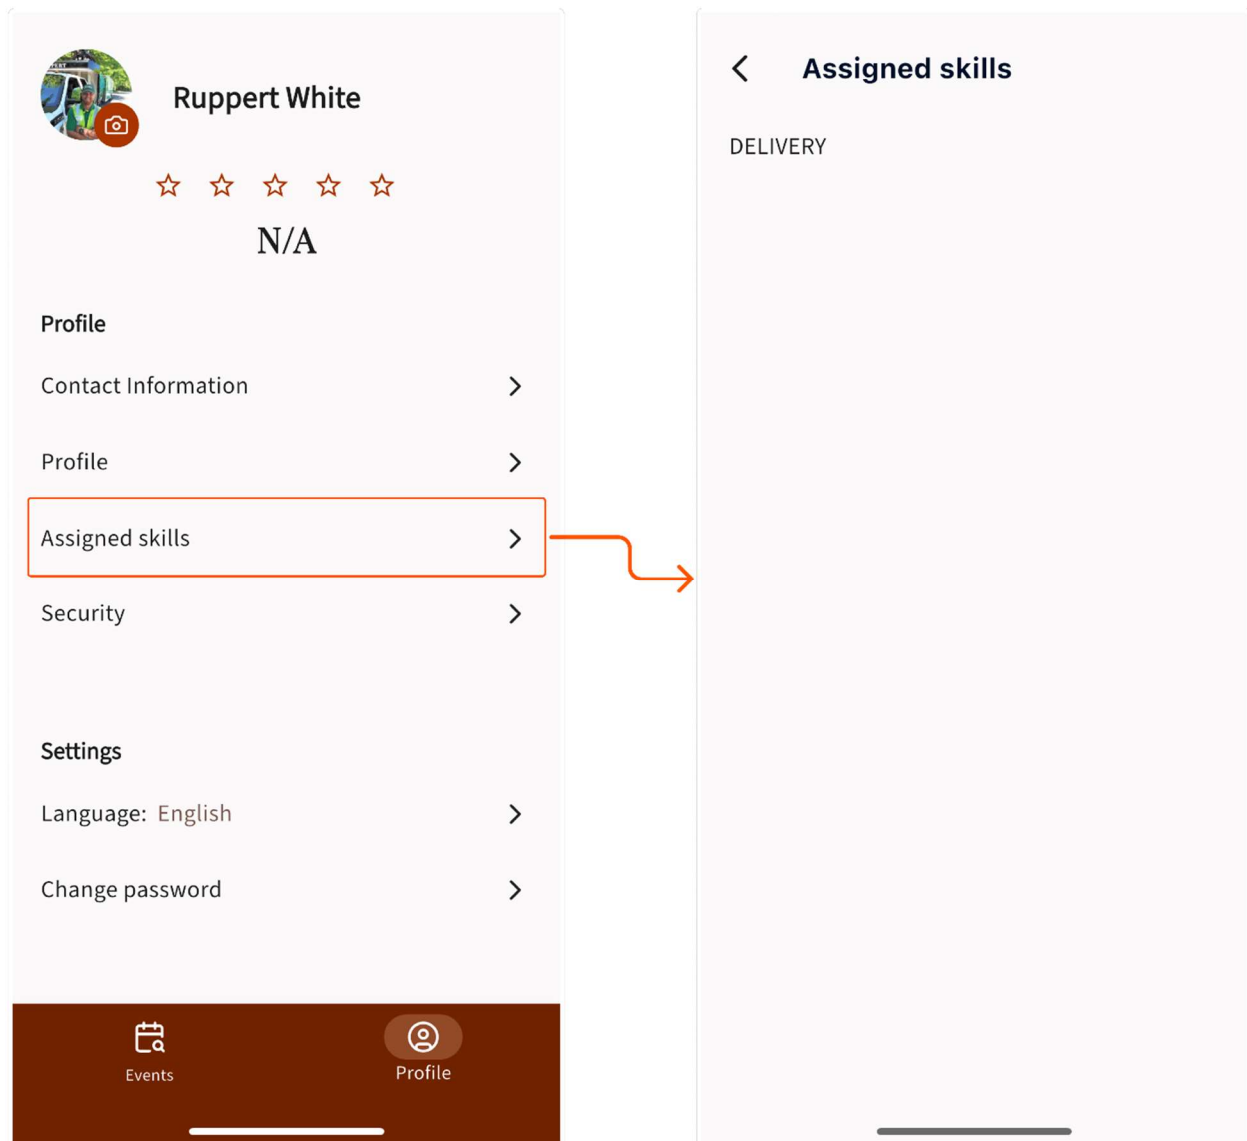 Ruppert White
N/A
Profile
Contact Information
Profile
Assigned skills
Security
Settings
Language: English
Change password
Events
Profile
Assigned skills
DELIVERY